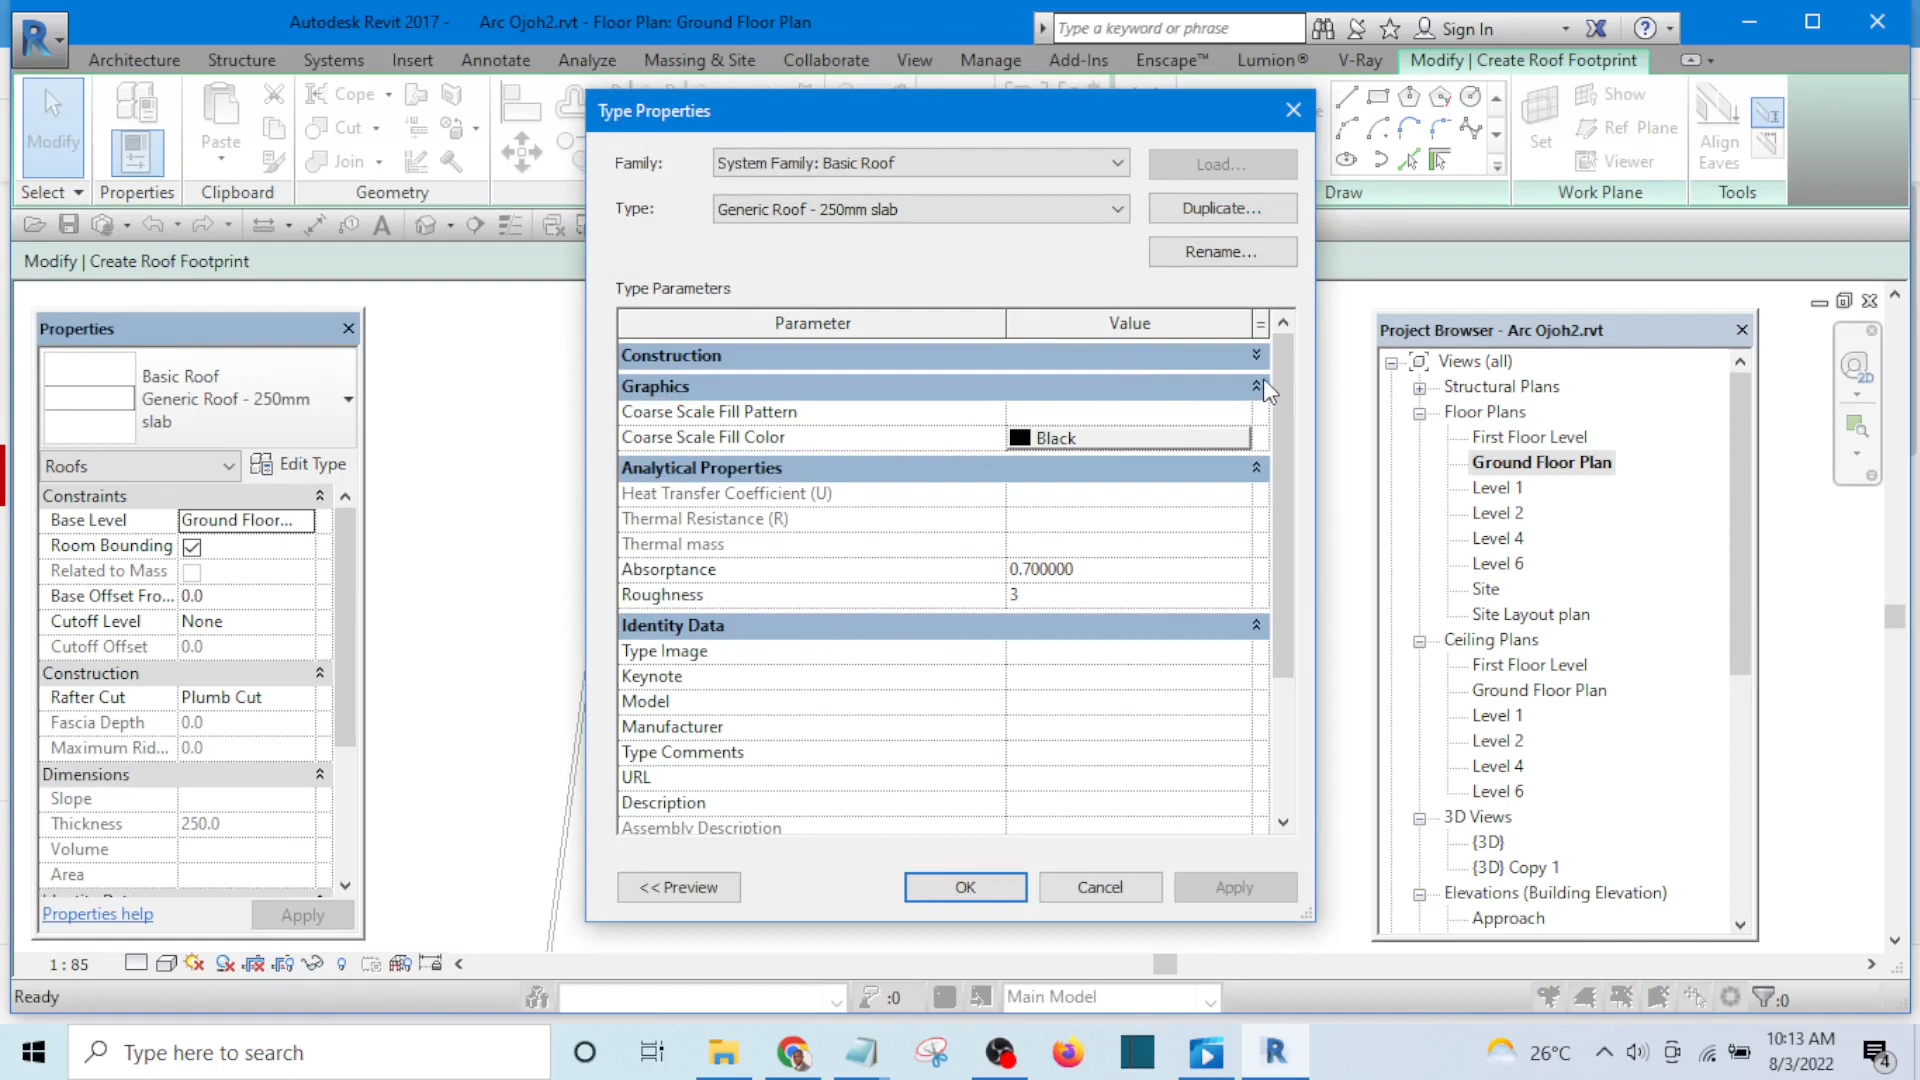 Autodesk Revit 2017 -    Arc Ojoh2.rvt - Floor Plan: Ground Floor Plan
Type a keyword or phrase
Sign In
Architecture Structure Systems Insert Annotate Analyze Massing & Site Collaborate View Manage Add-Ins Enscape™ Lumion® V-Ray Modify | Create Roof Footprint
Modify
Paste
Cope
Cut
Join
Set
Show
Ref Plane
Viewer
Align
Eaves
Select Properties Clipboard Geometry Draw Work Plane Tools
Modify | Create Roof Footprint
Type Properties
Family: System Family: Basic Roof Load...
Type: Generic Roof - 250mm slab Duplicate...
Rename...
Type Parameters
Parameter Value =
Construction
Graphics
Coarse Scale Fill Pattern
Coarse Scale Fill Color Black
Analytical Properties
Heat Transfer Coefficient (U)
Thermal Resistance (R)
Thermal mass
Absorptance 0.700000
Roughness 3
Identity Data
Type Image
Keynote
Model
Manufacturer
Type Comments
URL
Description
Assembly Description
<< Preview OK Cancel Apply
Properties
Basic Roof
Generic Roof - 250mm
slab
Roofs Edit Type
Constraints
Base Level Ground Floor...
Room Bounding
Related to Mass
Base Offset Fro... 0.0
Cutoff Level None
Cutoff Offset 0.0
Construction
Rafter Cut Plumb Cut
Fascia Depth 0.0
Maximum Rid... 0.0
Dimensions
Slope
Thickness 250.0
Volume
Area
Properties help Apply
Project Browser - Arc Ojoh2.rvt
Views (all)
Structural Plans
Floor Plans
First Floor Level
Ground Floor Plan
Level 1
Level 2
Level 4
Level 6
Site
Site Layout plan
Ceiling Plans
First Floor Level
Ground Floor Plan
Level 1
Level 2
Level 4
Level 6
3D Views
{3D}
{3D} Copy 1
Elevations (Building Elevation)
Approach
2D
1 : 85
Ready :0 Main Model :0
Type here to search
26°C
10:13 AM
8/3/2022
4